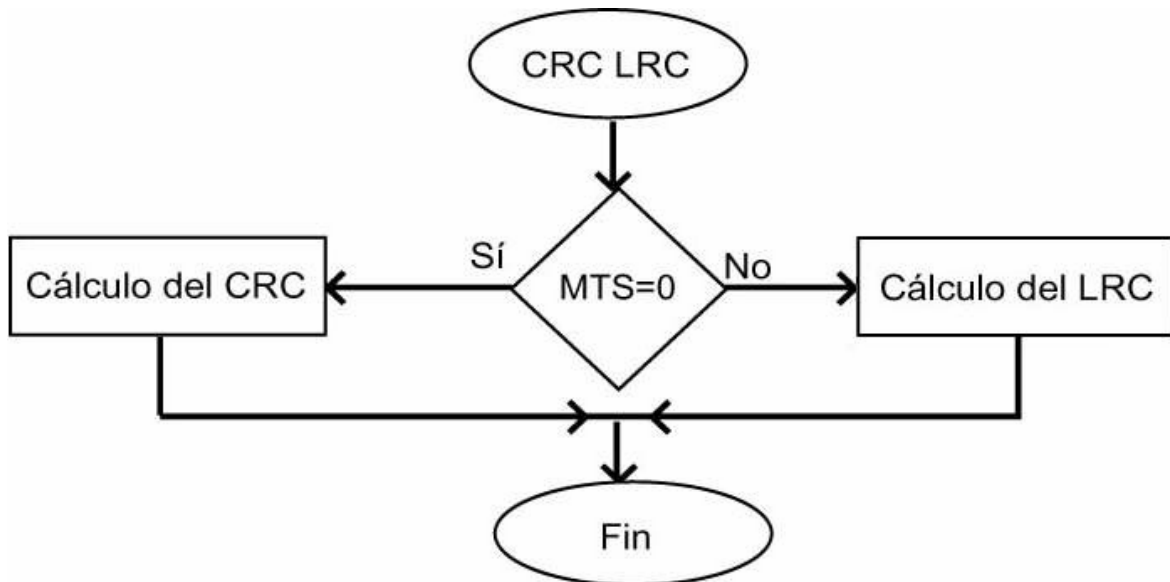 CRC LRC
Sí
No
Cálculo del CRC
MTS=0
Cálculo del LRC
Fin